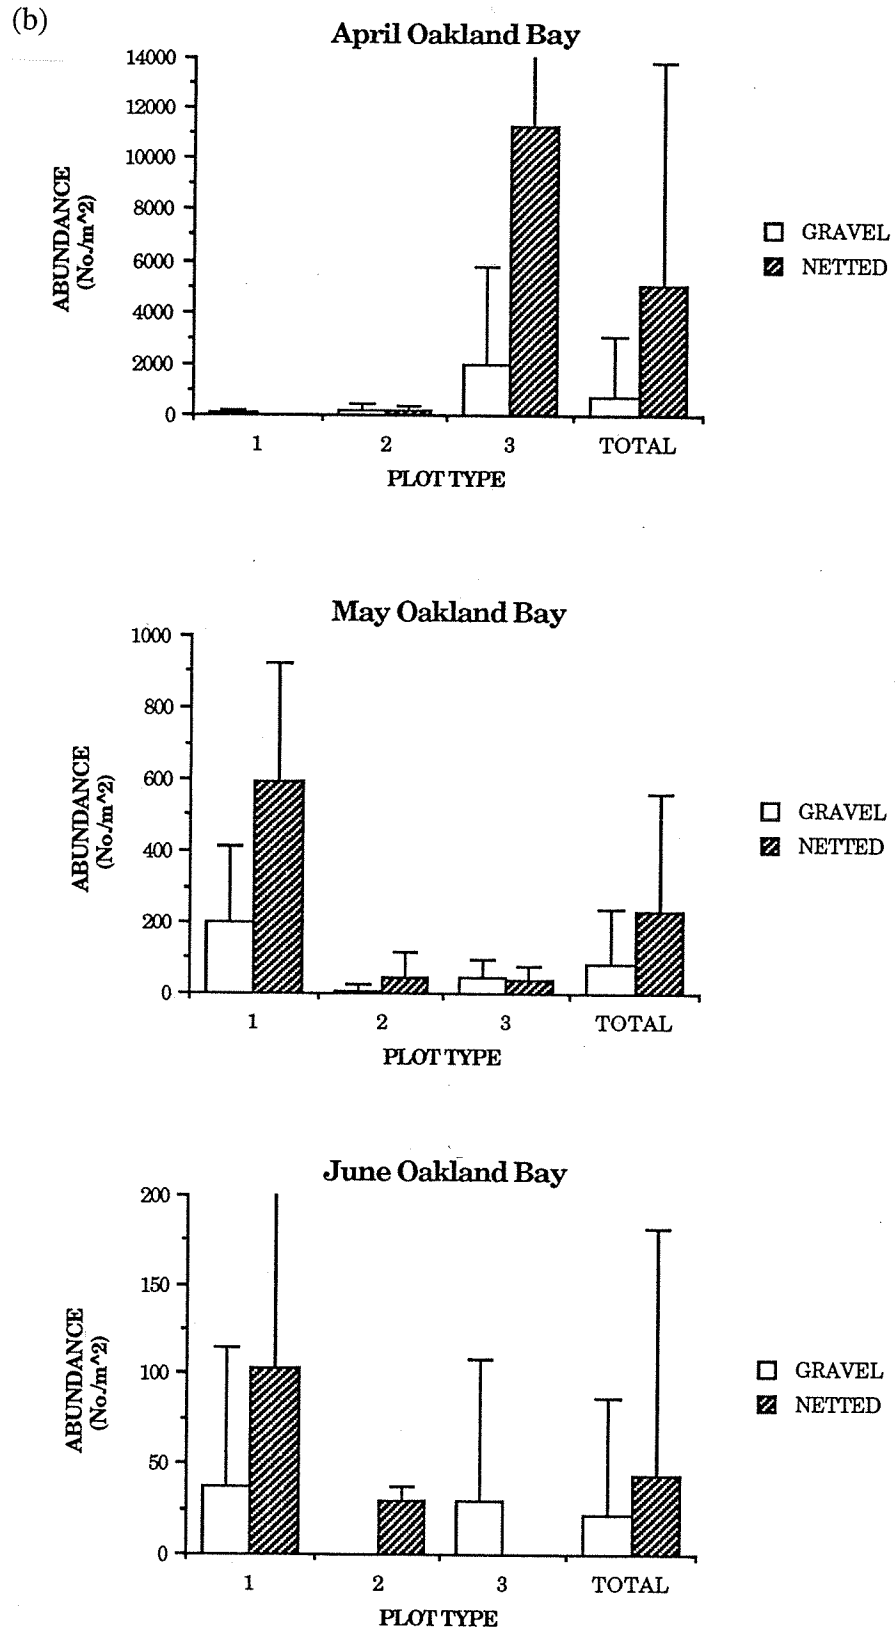 (b)
April Oakland Bay
14000
12000
10000
8000
6000
4000
2000
0
ABUNDANCE
(No./m^2)
GRAVEL
NETTED
1 2 3 TOTAL
PLOT TYPE
May Oakland Bay
1000
800
600
400
200
0
ABUNDANCE
(No./m^2)
GRAVEL
NETTED
1 2 3 TOTAL
PLOT TYPE
June Oakland Bay
200
150
100
50
0
ABUNDANCE
(No./m^2)
GRAVEL
NETTED
1 2 3 TOTAL
PLOT TYPE